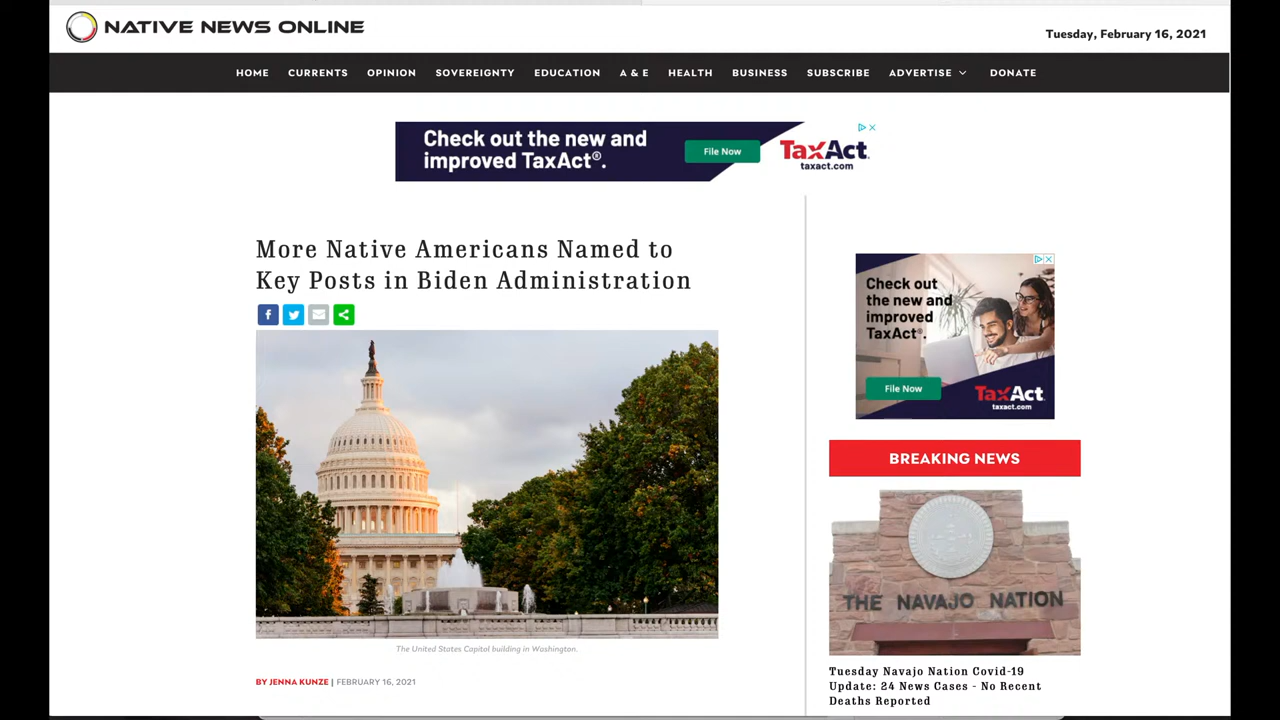 NATIVE NEWS ONLINE
Tuesday, February 16, 2021
HOME CURRENTS OPINION SOVEREIGNTY EDUCATION A & E HEALTH BUSINESS SUBSCRIBE ADVERTISE DONATE
Check out the new and
improved TaxAct®.
File Now
TaxAct
taxact.com
More Native Americans Named to
Key Posts in Biden Administration
The United States Capitol building in Washington.
BY JENNA KUNZE | FEBRUARY 16, 2021
Check out
the new and
improved
TaxAct®.
File Now
TaxAct
taxact.com
BREAKING NEWS
THE NAVAJO NATION
Tuesday Navajo Nation Covid-19
Update: 24 News Cases - No Recent
Deaths Reported